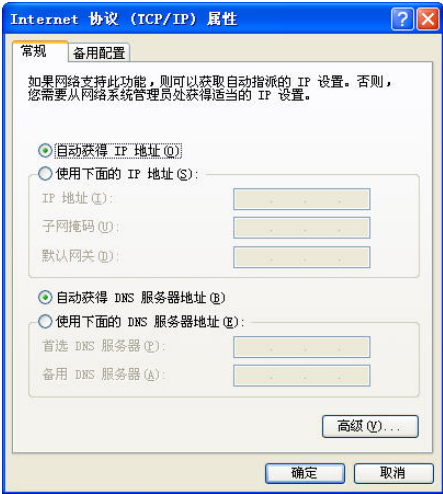 Internet 协议 (TCP/IP) 属性
常规
备用配置
如果网络支持此功能，则可以获取自动指派的 IP 设置。否则，
您需要从网络系统管理员处获得适当的 IP 设置。
自动获得 IP 地址(O)
使用下面的 IP 地址(S):
IP 地址(I):
子网掩码(U):
默认网关(D):
自动获得 DNS 服务器地址(B)
使用下面的 DNS 服务器地址(E):
首选 DNS 服务器(P):
备用 DNS 服务器(A):
高级(V)...
确定
取消